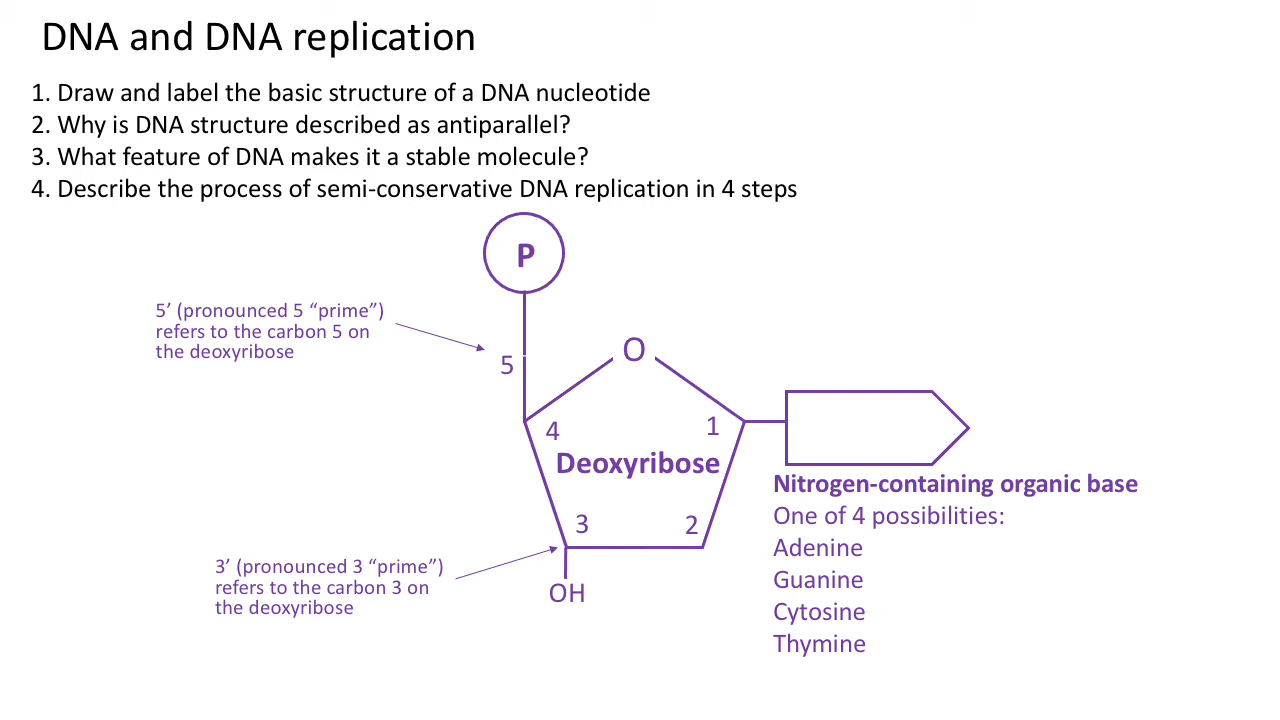 DNA and DNA replication
1. Draw and label the basic structure of a DNA nucleotide
2. Why is DNA structure described as antiparallel?
3. What feature of DNA makes it a stable molecule?
4. Describe the process of semi-conservative DNA replication in 4 steps
P
5’ (pronounced 5 “prime”)
refers to the carbon 5 on
the deoxyribose
5
O
4
1
Deoxyribose
Nitrogen-containing organic base
One of 4 possibilities:
Adenine
Guanine
Cytosine
Thymine
3
2
3’ (pronounced 3 “prime”)
refers to the carbon 3 on
the deoxyribose
OH